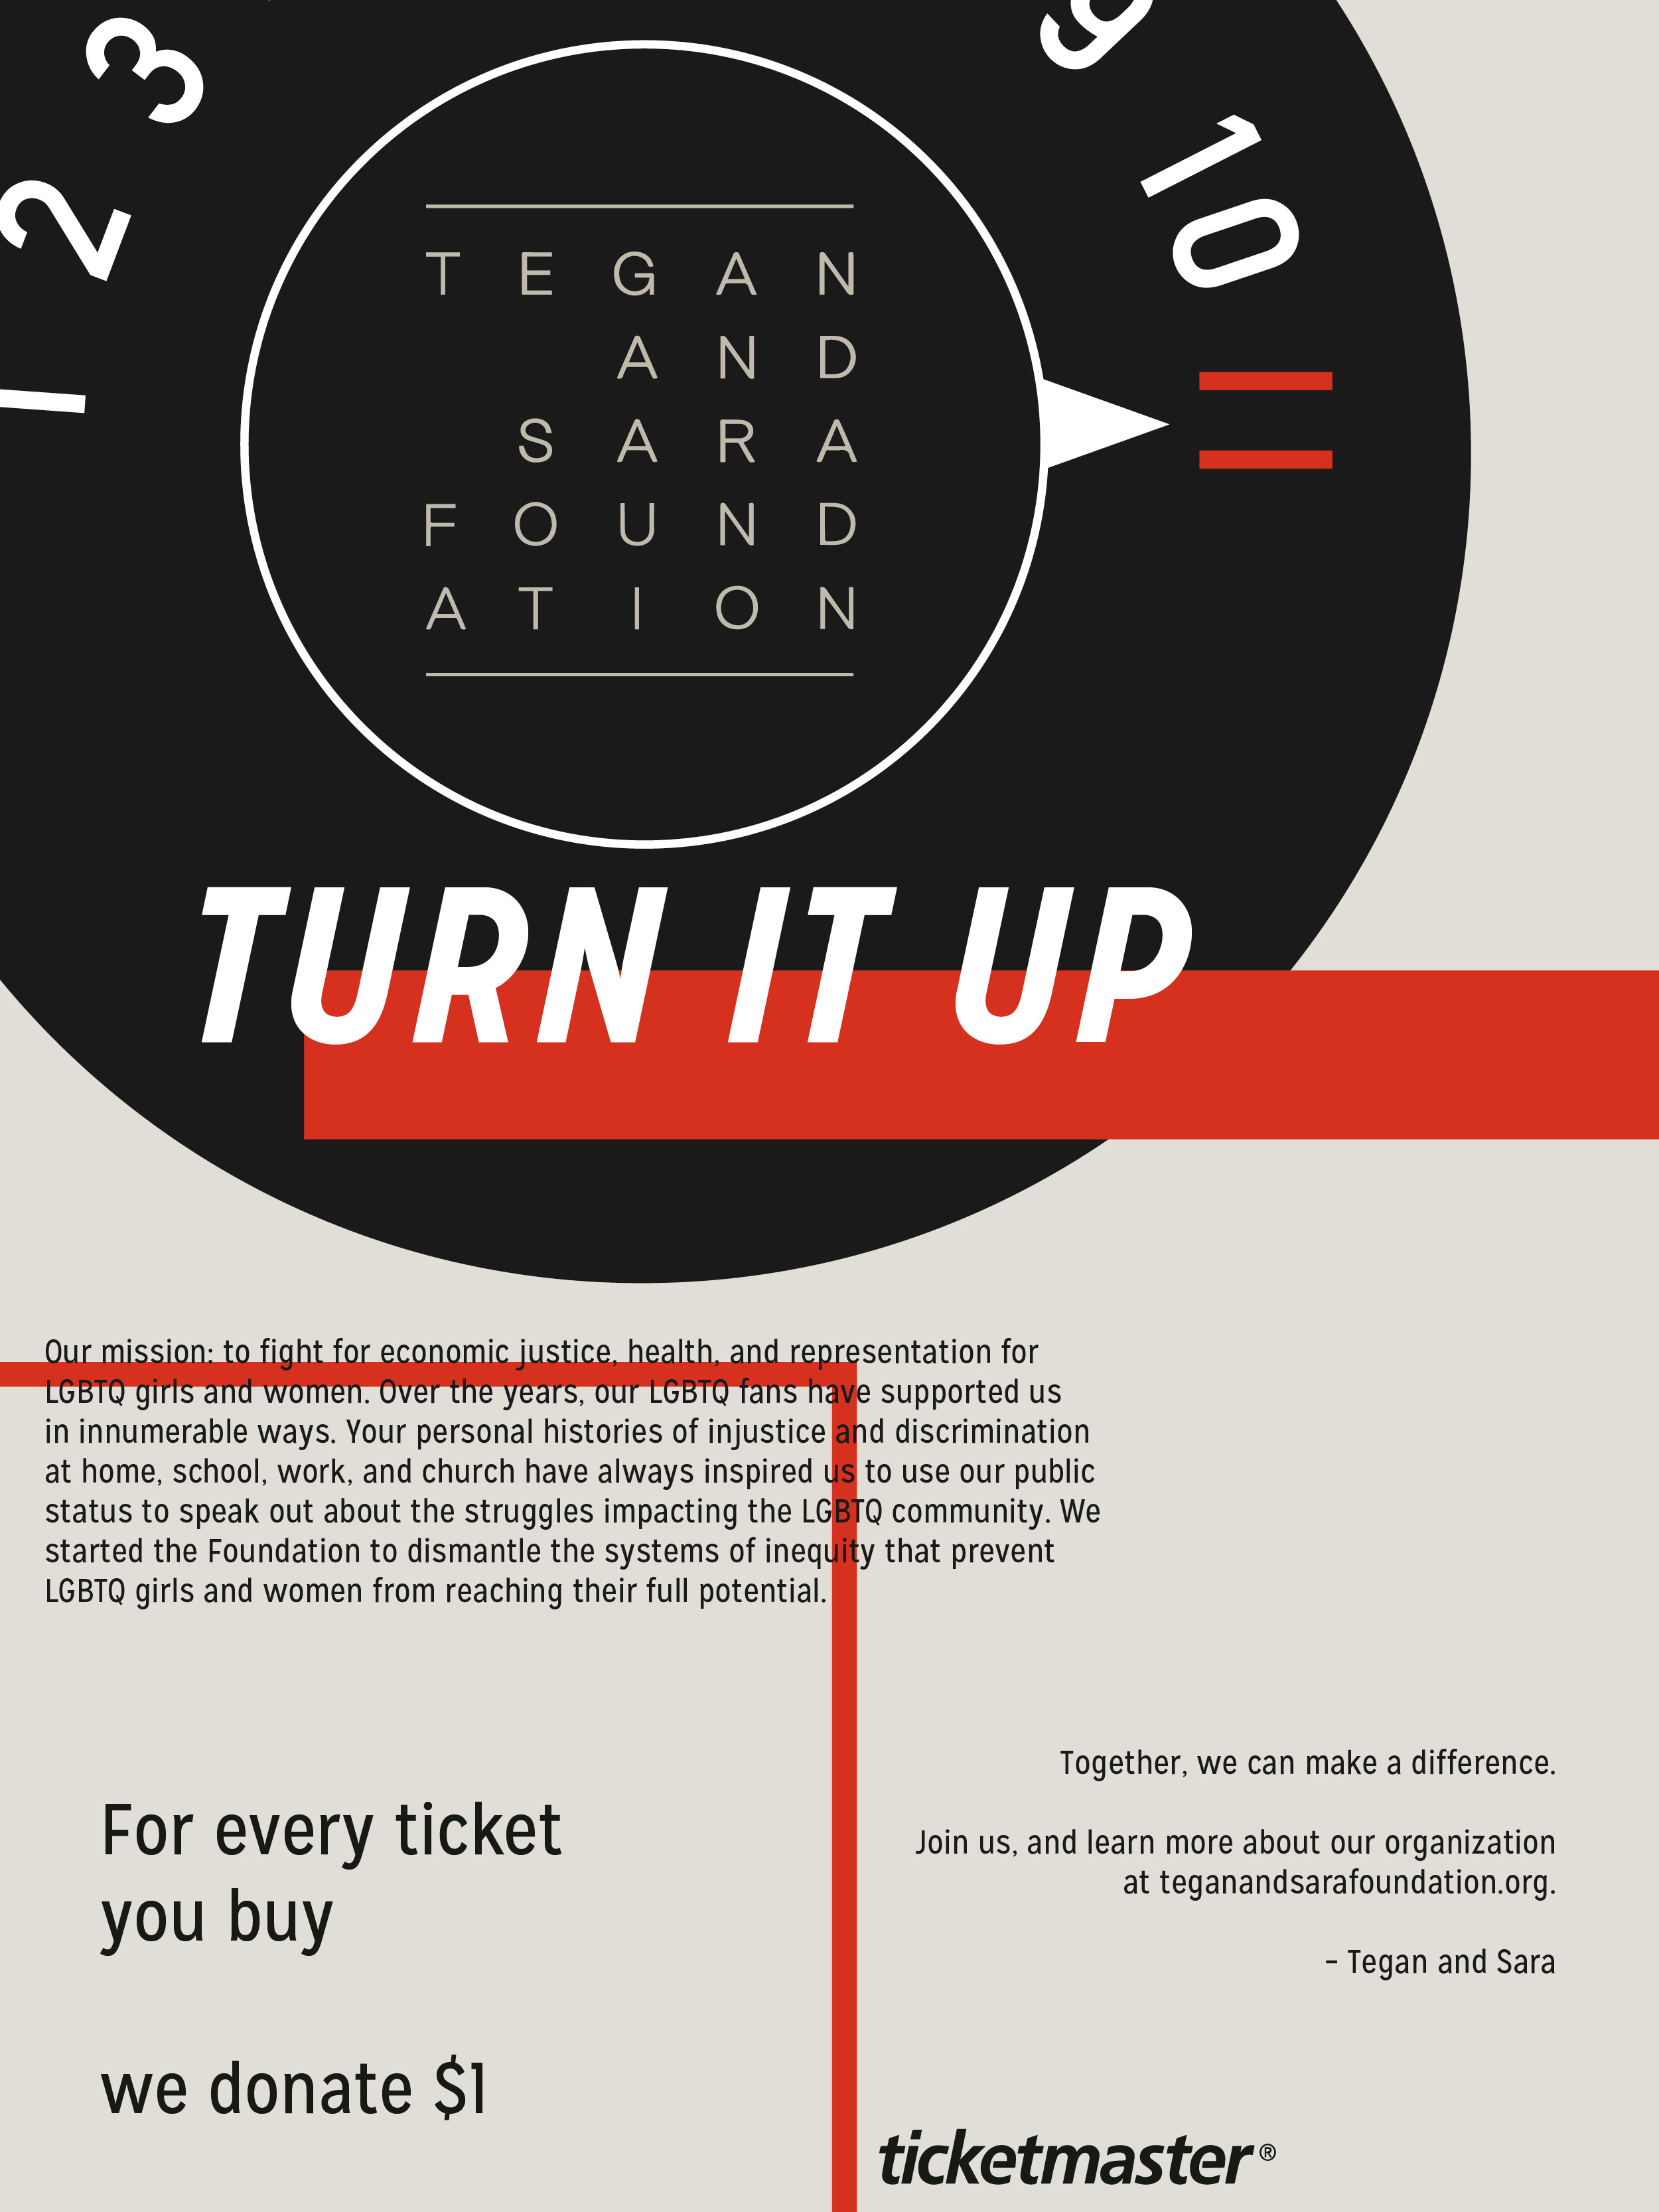 1
2
3
9
10
=
TEGAN
AND
SARA
FOUND
ATION
TURN IT UP
Our mission: to fight for economic justice, health, and representation for
LGBTQ girls and women. Over the years, our LGBTQ fans have supported us
in innumerable ways. Your personal histories of injustice and discrimination
at home, school, work, and church have always inspired us to use our public
status to speak out about the struggles impacting the LGBTQ community. We
started the Foundation to dismantle the systems of inequity that prevent
LGBTQ girls and women from reaching their full potential.
For every ticket
you buy
we donate $1
Together, we can make a difference.
Join us, and learn more about our organization
at teganandsarafoundation.org.
– Tegan and Sara
ticketmaster®